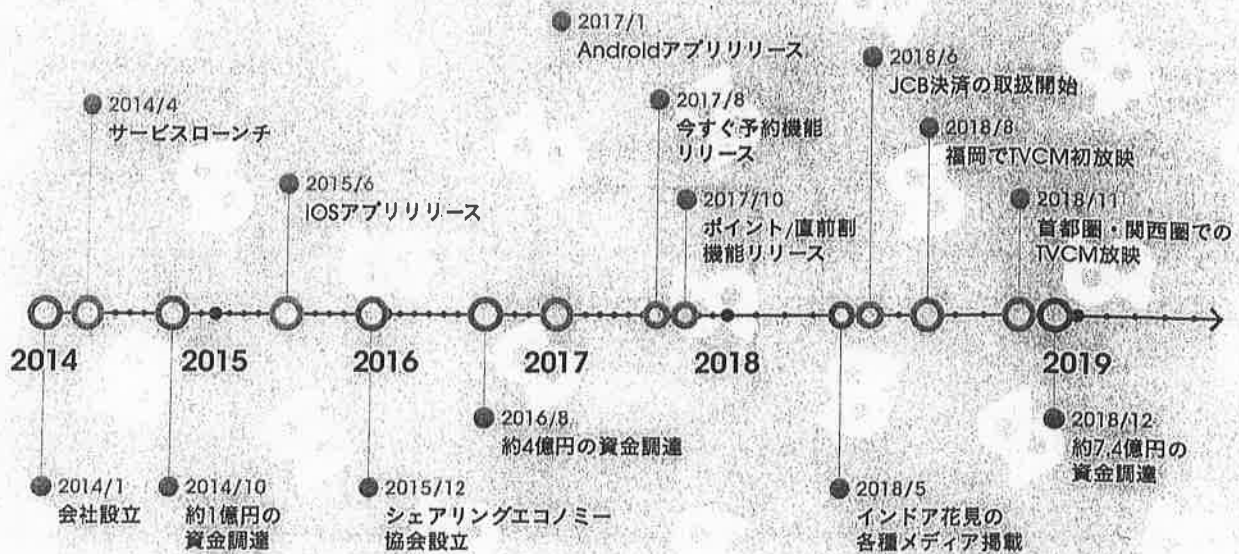 2017/1
Androidアプリリリース
2018/6
JCB決済の取扱開始
2014/4
サービスローンチ
2017/8
今すぐ予約機能
リリース
2018/8
福岡でTVCM初放映
2015/6
iOSアプリリリース
2017/10
ポイント/直前割
機能リリース
2018/11
首都圏・関西圏での
TVCM放映
2014
2015
2016
2017
2018
2019
2016/8
約4億円の資金調達
2018/12
約7.4億円の
資金調達
2014/1
会社設立
2014/10
約1億円の
資金調達
2015/12
シェアリングエコノミー
協会設立
2018/5
インドア花見の
各種メディア掲載